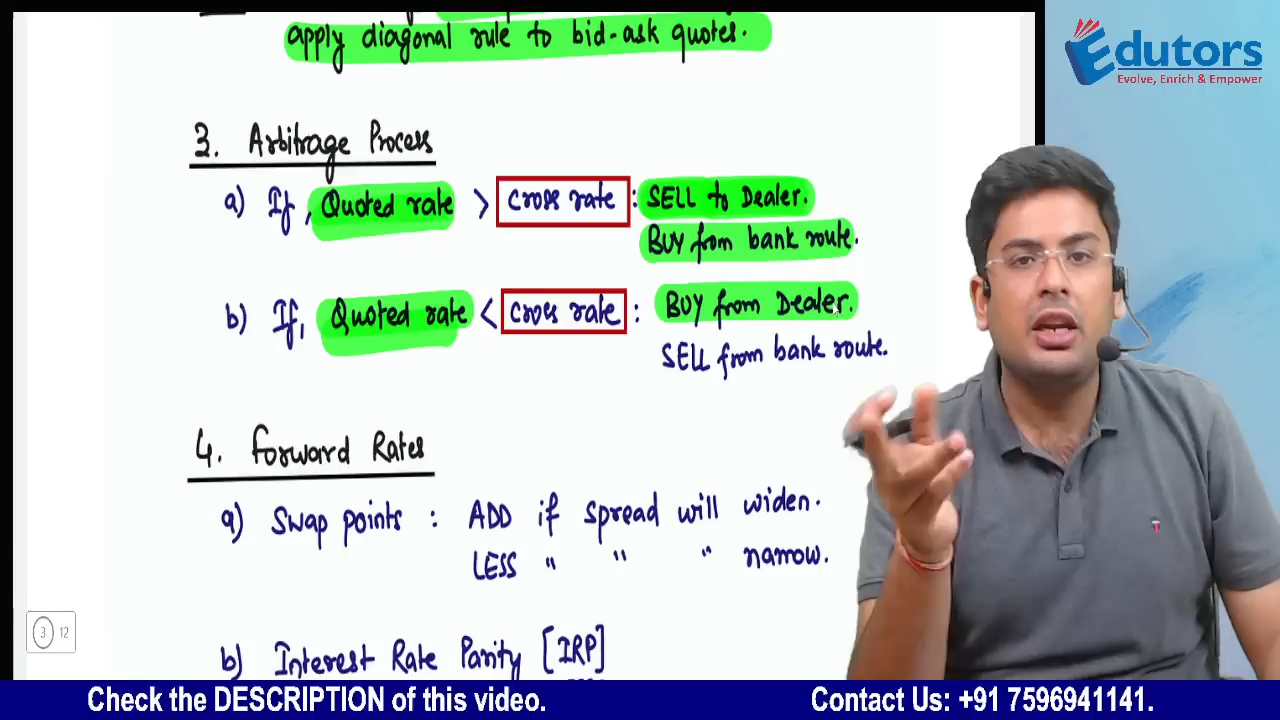 apply diagonal rule to bid-ask quotes.
Edutors
Evolve, Enrich & Empower
3. Arbitrage Process
a) If, Quoted rate > Cross rate : SELL to Dealer.
BUY from bank route.
b) If, Quoted rate < Cross rate : BUY from Dealer.
SELL from bank route.
4. Forward Rates
a) Swap points : ADD if spread will widen.
LESS " " " narrow.
b) Interest Rate Parity [IRP]
3 12
Check the DESCRIPTION of this video.
Contact Us: +91 7596941141.